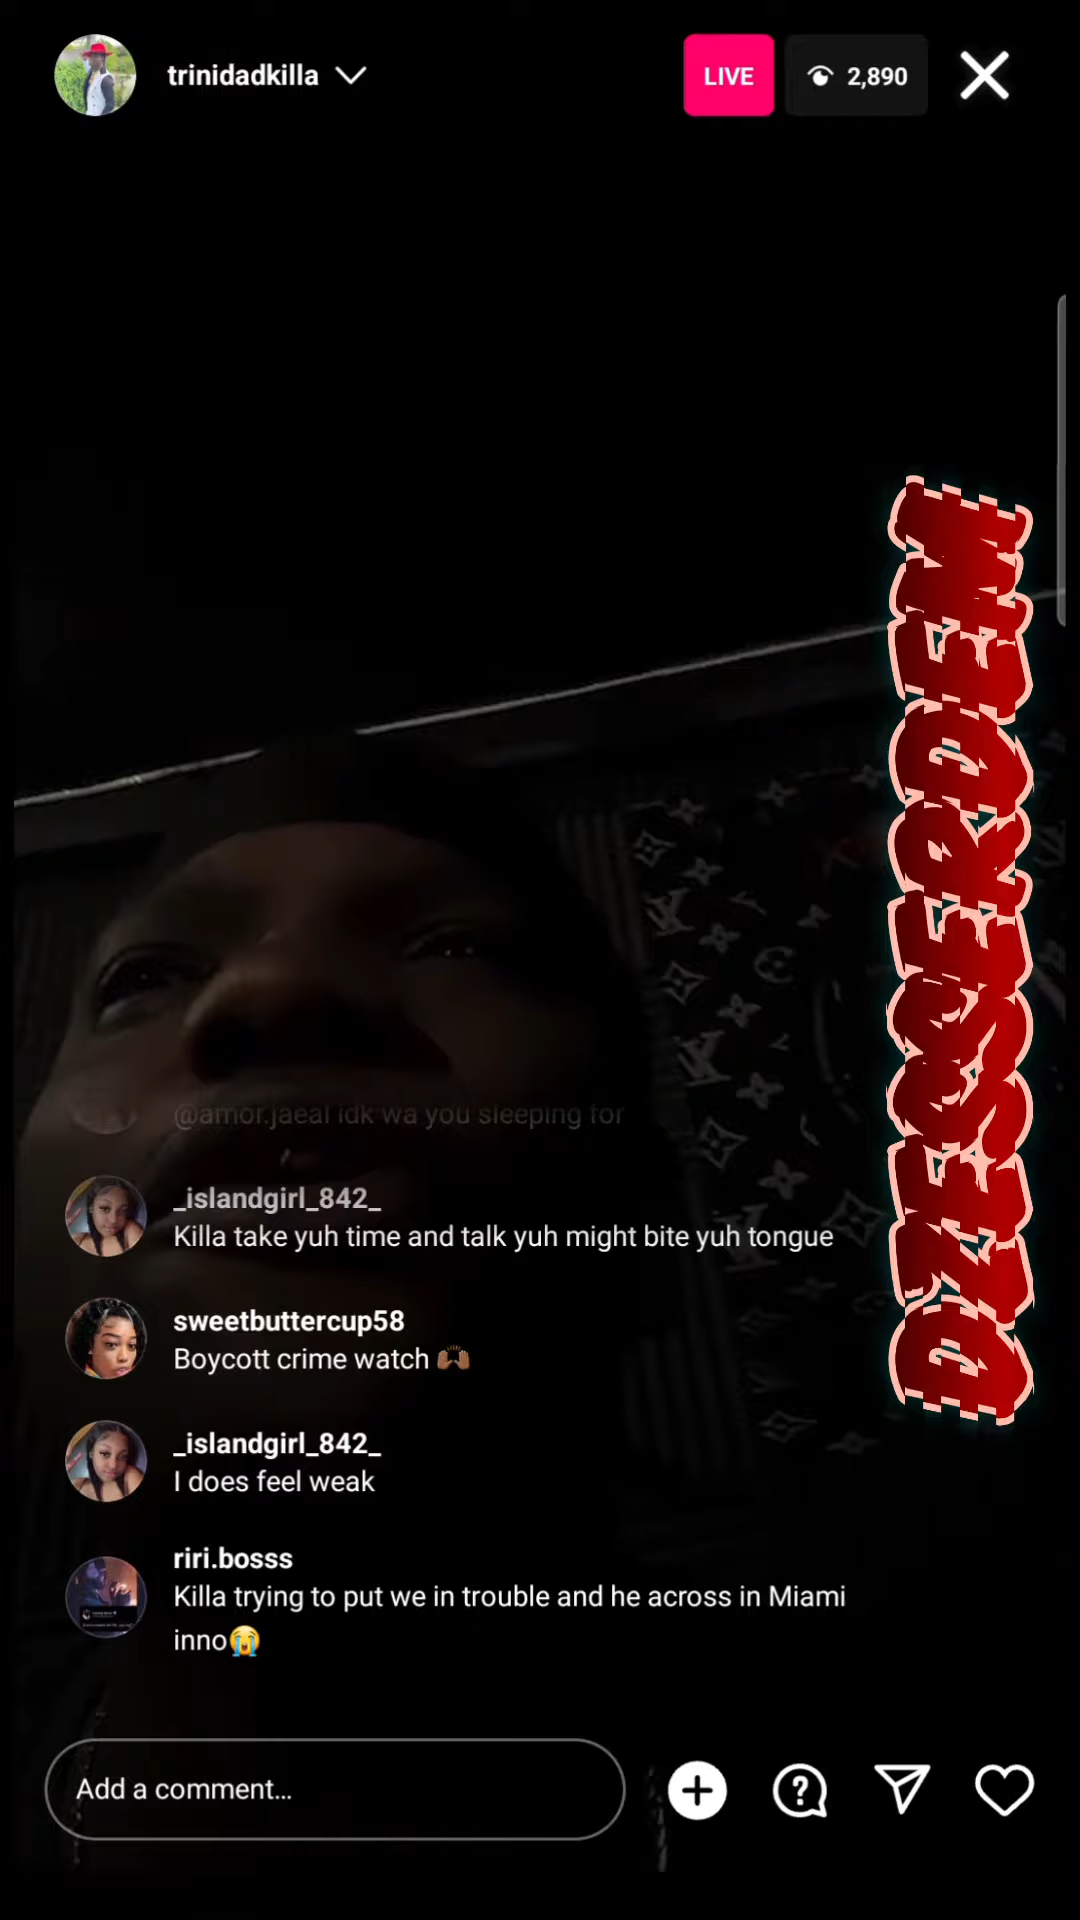 trinidadkilla
LIVE
2,890
DZESSERDEM
@amor.jaeal idk wa you sleeping for
_islandgirl_842_
Killa take yuh time and talk yuh might bite yuh tongue
sweetbuttercup58
Boycott crime watch 🙌🏾
_islandgirl_842_
I does feel weak
riri.bosss
Killa trying to put we in trouble and he across in Miami
inno😭
Add a comment...